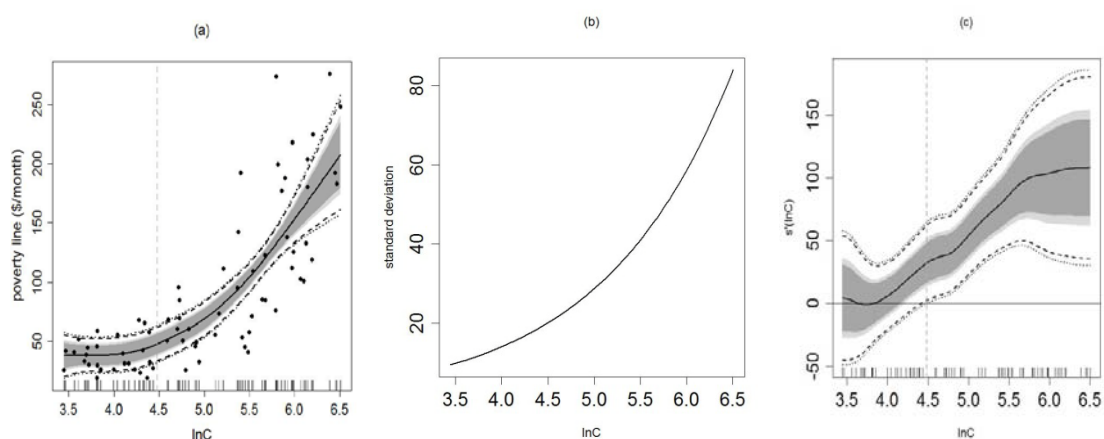 (a)
poverty line ($/month)
250
200
150
100
50
3.5 4.0 4.5 5.0 5.5 6.0 6.5
lnC
(b)
standard deviation
80
60
40
20
3.5 4.0 4.5 5.0 5.5 6.0 6.5
lnC
(c)
s'(lnC)
150
100
50
0
-50
3.5 4.0 4.5 5.0 5.5 6.0 6.5
lnC